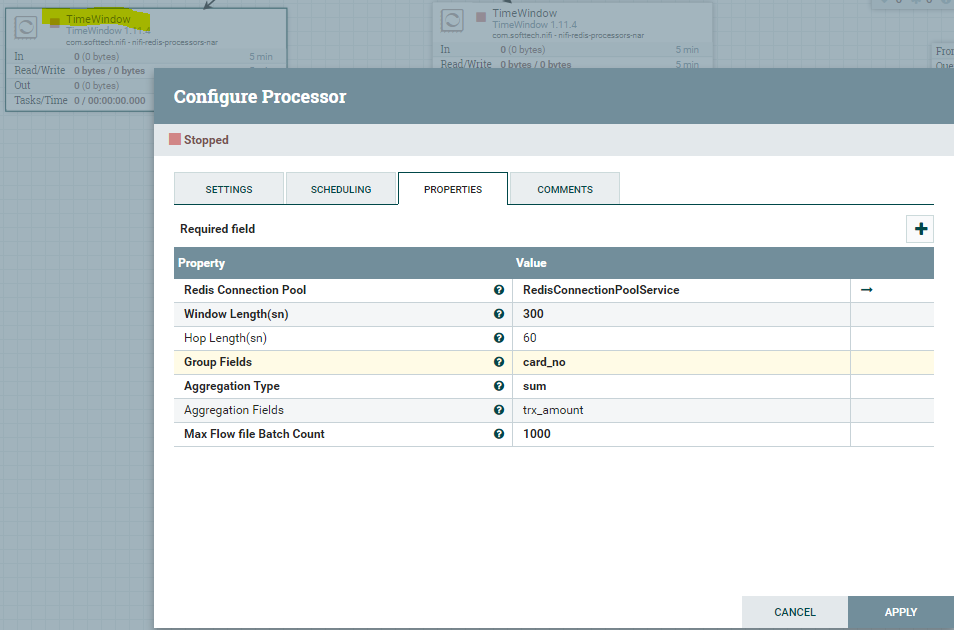 TimeWindow
TimeWindow 1.11.4
com.softtech.nifi - nifi-redis-processors-nar
In 0 (0 bytes) 5 min
Read/Write 0 bytes / 0 bytes
Out 0 (0 bytes)
Tasks/Time 0 / 00:00:00.000
TimeWindow
TimeWindow 1.11.4
com.softtech.nifi - nifi-redis-processors-nar
In 0 (0 bytes) 5 min
Read/Write 0 bytes / 0 bytes 5 min
Configure Processor
Stopped
SETTINGS SCHEDULING PROPERTIES COMMENTS
Required field
Property Value
Redis Connection Pool RedisConnectionPoolService
Window Length(sn) 300
Hop Length(sn) 60
Group Fields card_no
Aggregation Type sum
Aggregation Fields trx_amount
Max Flow file Batch Count 1000
CANCEL APPLY